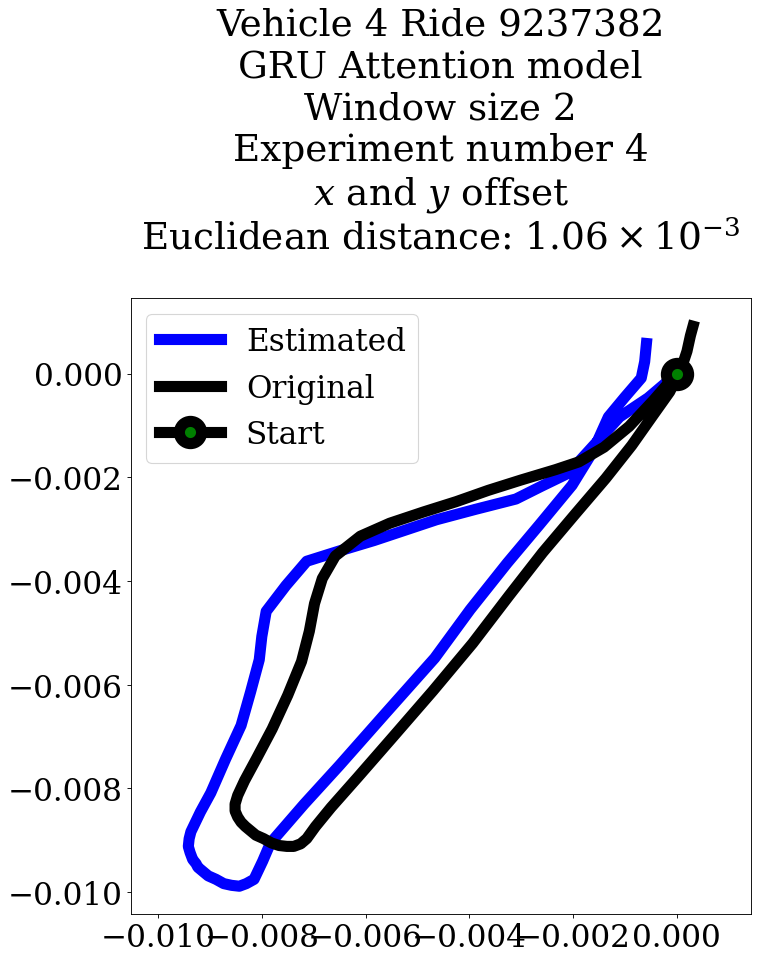 Vehicle 4 Ride 9237382
GRU Attention model
Window size 2
Experiment number 4
x and y offset
Euclidean distance: 1.06 × 10⁻³
Estimated
Original
Start
0.000
−0.002
−0.004
−0.006
−0.008
−0.010
−0.010 −0.008 −0.006 −0.004 −0.002 0.000